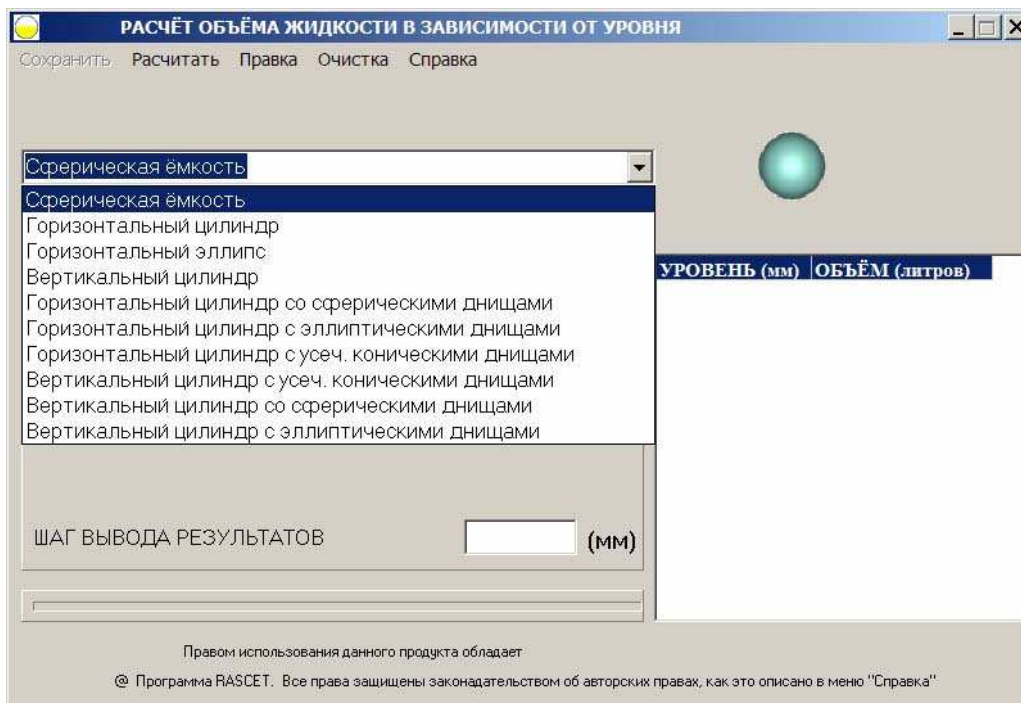 РАСЧЁТ ОБЪЁМА ЖИДКОСТИ В ЗАВИСИМОСТИ ОТ УРОВНЯ
Сохранить Расчитать Правка Очистка Справка
Сферическая ёмкость
Сферическая ёмкость
Горизонтальный цилиндр
Горизонтальный эллипс
Вертикальный цилиндр
Горизонтальный цилиндр со сферическими днищами
Горизонтальный цилиндр с эллиптическими днищами
Горизонтальный цилиндр с усеч. коническими днищами
Вертикальный цилиндр с усеч. коническими днищами
Вертикальный цилиндр со сферическими днищами
Вертикальный цилиндр с эллиптическими днищами
УРОВЕНЬ (мм) ОБЪЁМ (литров)
ШАГ ВЫВОДА РЕЗУЛЬТАТОВ (мм)
Правом использования данного продукта обладает
@ Программа RASCET. Все права защищены законадательством об авторских правах, как это описано в меню "Справка"